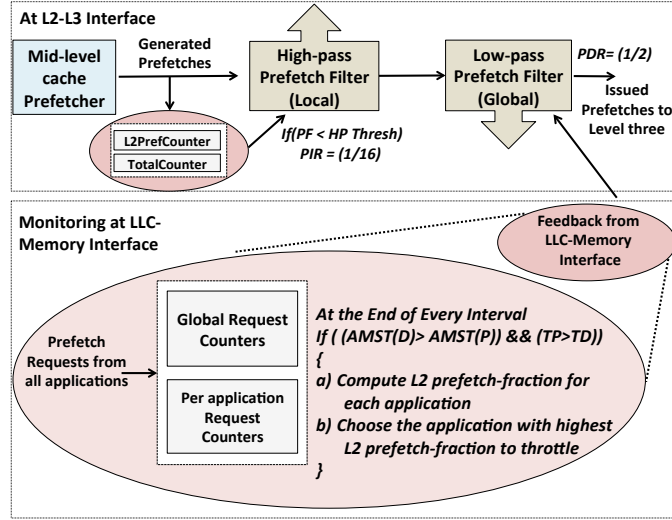 At L2-L3 Interface
Mid-level
cache
Prefetcher
Generated
Prefetches
L2PrefCounter
TotalCounter
High-pass
Prefetch Filter
(Local)
If(PF < HP Thresh)
PIR = (1/16)
Low-pass
Prefetch Filter
(Global)
PDR= (1/2)
Issued
Prefetches to
Level three
Monitoring at LLC-
Memory Interface
Feedback from
LLC-Memory
Interface
Prefetch
Requests from
all applications
Global Request
Counters
Per application
Request
Counters
At the End of Every Interval
If ( (AMST(D)> AMST(P)) && (TP>TD))
{
a) Compute L2 prefetch-fraction for
each application
b) Choose the application with highest
L2 prefetch-fraction to throttle
}